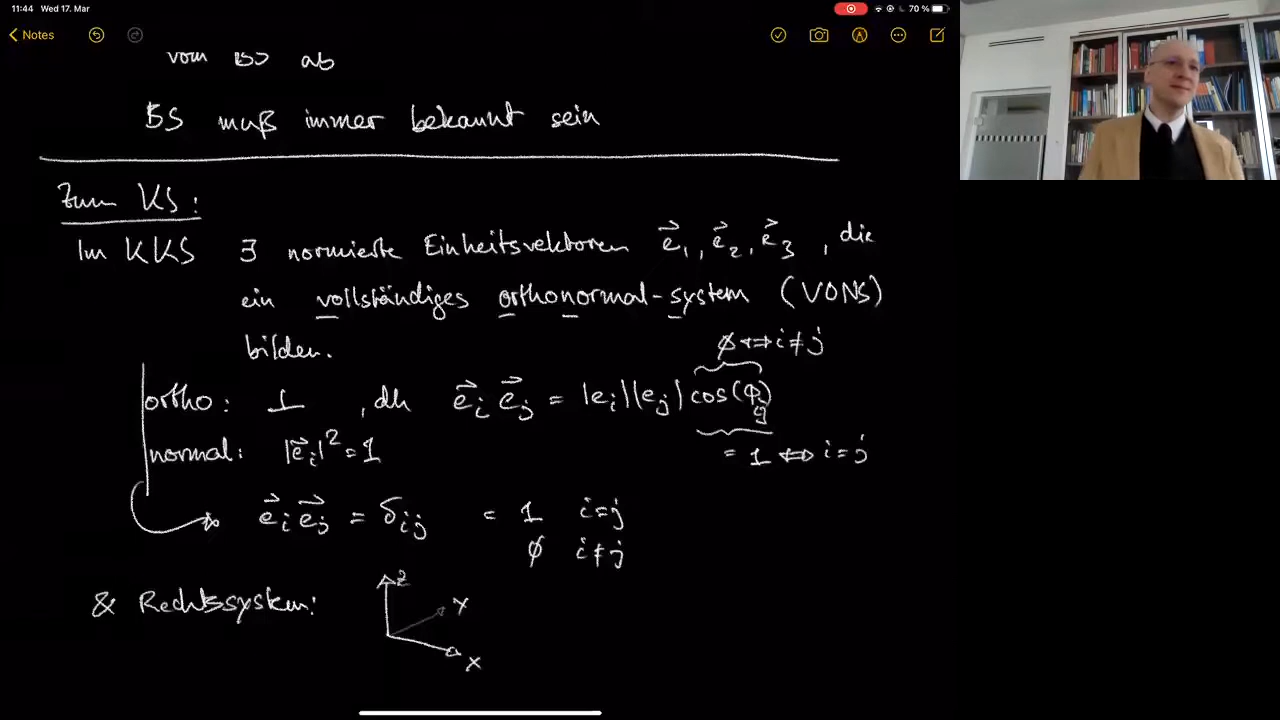 11:44 Wed 17. Mar
70 %
Notes
vom BS ab
BS muß immer bekannt sein
Zum KS:
Im KKS ∃ normierte Einheitsvektoren e⃗₁, e⃗₂, e⃗₃, die
ein vollständiges orthonormal-system (VONS)
bilden.
∅ ⟺ i ≠ j
ortho: ⊥ , dh e⃗ᵢ e⃗ⱼ = |eᵢ||eⱼ| cos(φᵢⱼ)
normal: |e⃗ᵢ|² = 1
= 1 ⟺ i = j
e⃗ᵢ e⃗ⱼ = δᵢⱼ = 1 i=j
∅ i≠j
& Rechtssystem:
z
y
x